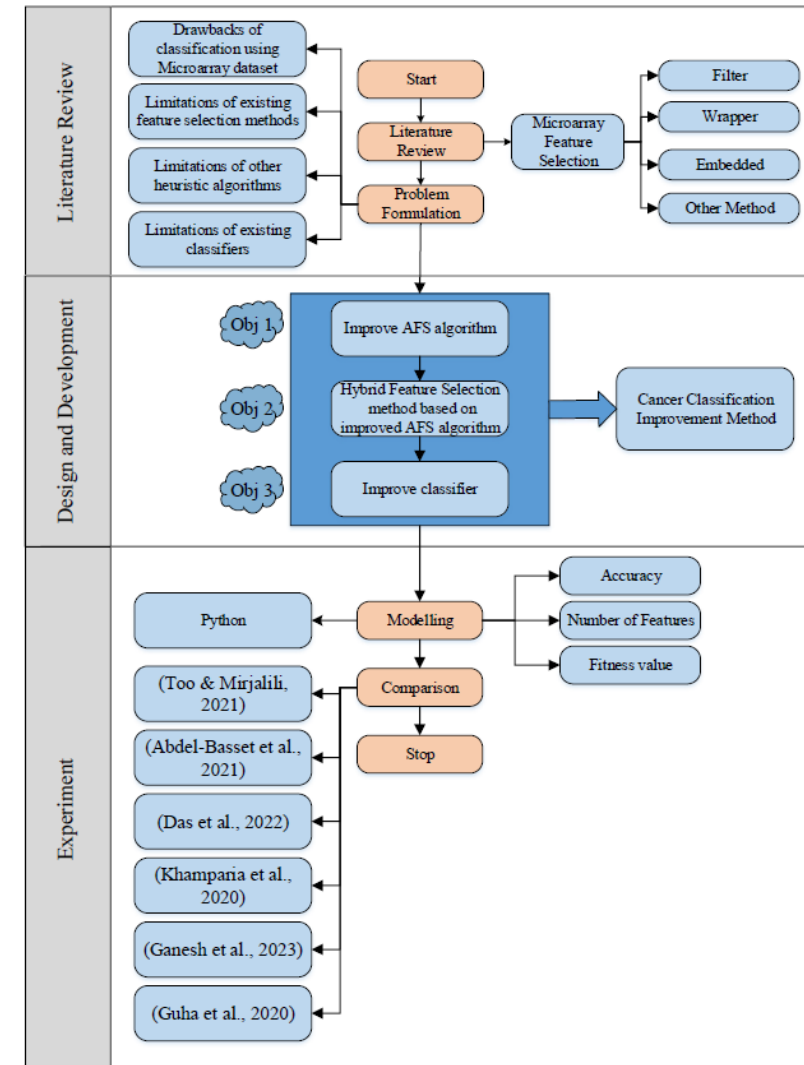 Literature Review
Drawbacks of
classification using
Microarray dataset
Limitations of existing
feature selection methods
Limitations of other
heuristic algorithms
Limitations of existing
classifiers
Start
Literature
Review
Problem
Formulation
Microarray
Feature
Selection
Filter
Wrapper
Embedded
Other Method
Design and Development
Obj 1
Improve AFS algorithm
Obj 2
Hybrid Feature Selection
method based on
improved AFS algorithm
Obj 3
Improve classifier
Cancer Classification
Improvement Method
Experiment
Python
Modelling
Accuracy
Number of Features
Fitness value
Comparison
Stop
(Too & Mirjalili,
2021)
(Abdel-Basset et al.,
2021)
(Das et al., 2022)
(Khamparia et al.,
2020)
(Ganesh et al., 2023)
(Guha et al., 2020)